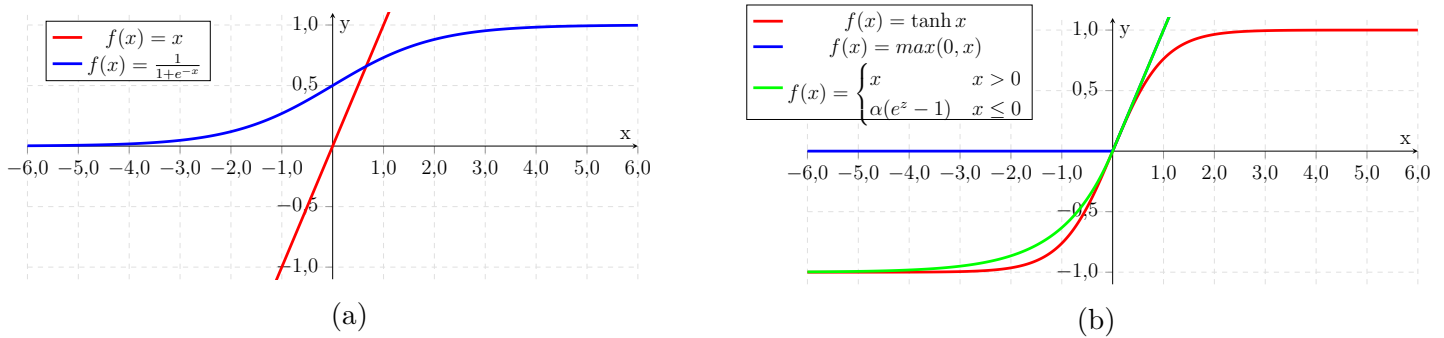 f(x) = x
f(x) = 1/(1+e^{-x})
y
1,0
0,5
x
−6,0 −5,0 −4,0 −3,0 −2,0 −1,0 1,0 2,0 3,0 4,0 5,0 6,0
−0,5
−1,0
(a)
f(x) = tanh x
f(x) = max(0, x)
f(x) = { x x > 0
α(e^z − 1) x ≤ 0
y
1,0
0,5
x
−6,0 −5,0 −4,0 −3,0 −2,0 −1,0 1,0 2,0 3,0 4,0 5,0 6,0
−0,5
−1,0
(b)